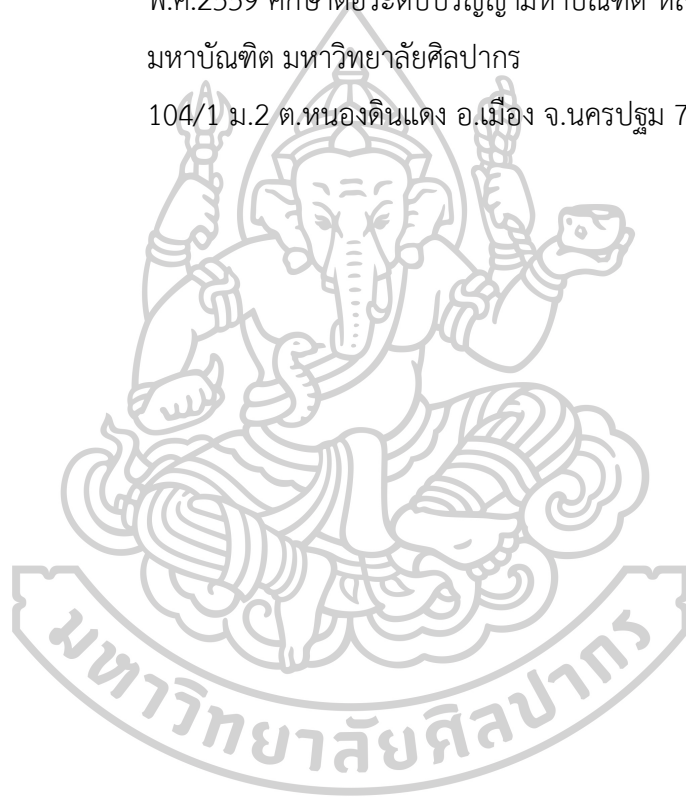 พ.ศ.2559 ศึกษาต่อระดับปริญญามหาบัณฑิต
มหาบัณฑิต มหาวิทยาลัยศิลปากร
104/1 ม.2 ต.หนองดินแดง อ.เมือง จ.นครปฐม 7
มหาวิทยาลัยศิลปากร